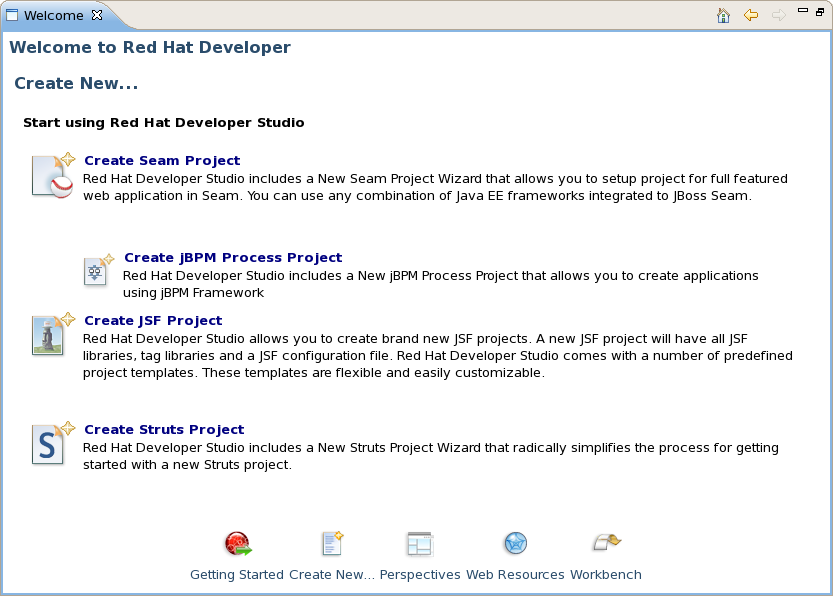 Welcome
Welcome to Red Hat Developer
Create New...
Start using Red Hat Developer Studio
Create Seam Project
Red Hat Developer Studio includes a New Seam Project Wizard that allows you to setup project for full featured
web application in Seam. You can use any combination of Java EE frameworks integrated to JBoss Seam.
Create jBPM Process Project
Red Hat Developer Studio includes a New jBPM Process Project that allows you to create applications
using jBPM Framework
Create JSF Project
Red Hat Developer Studio allows you to create brand new JSF projects. A new JSF project will have all JSF
libraries, tag libraries and a JSF configuration file. Red Hat Developer Studio comes with a number of predefined
project templates. These templates are flexible and easily customizable.
S
Create Struts Project
Red Hat Developer Studio includes a New Struts Project Wizard that radically simplifies the process for getting
started with a new Struts project.
Getting Started Create New... Perspectives Web Resources Workbench